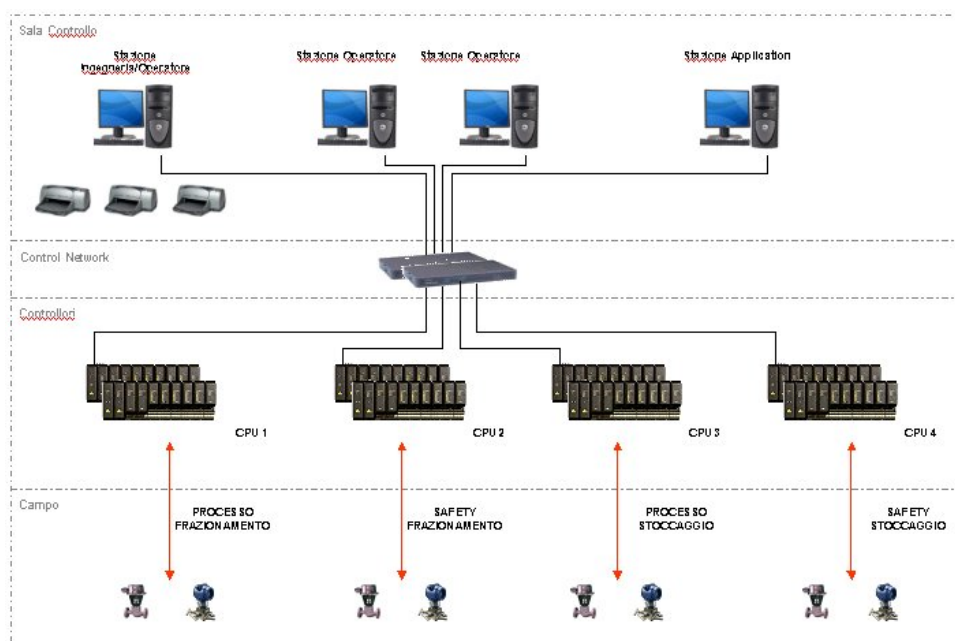 Sala Controllo
Stazione
Ingegneria/Operatore
Stazione Operatore
Stazione Operatore
Stazione Application
Control Network
Controllori
CPU 1
CPU 2
CPU 3
CPU 4
Campo
PROCESSO
FRAZIONAMENTO
SAFETY
FRAZIONAMENTO
PROCESSO
STOCCAGGIO
SAFETY
STOCCAGGIO